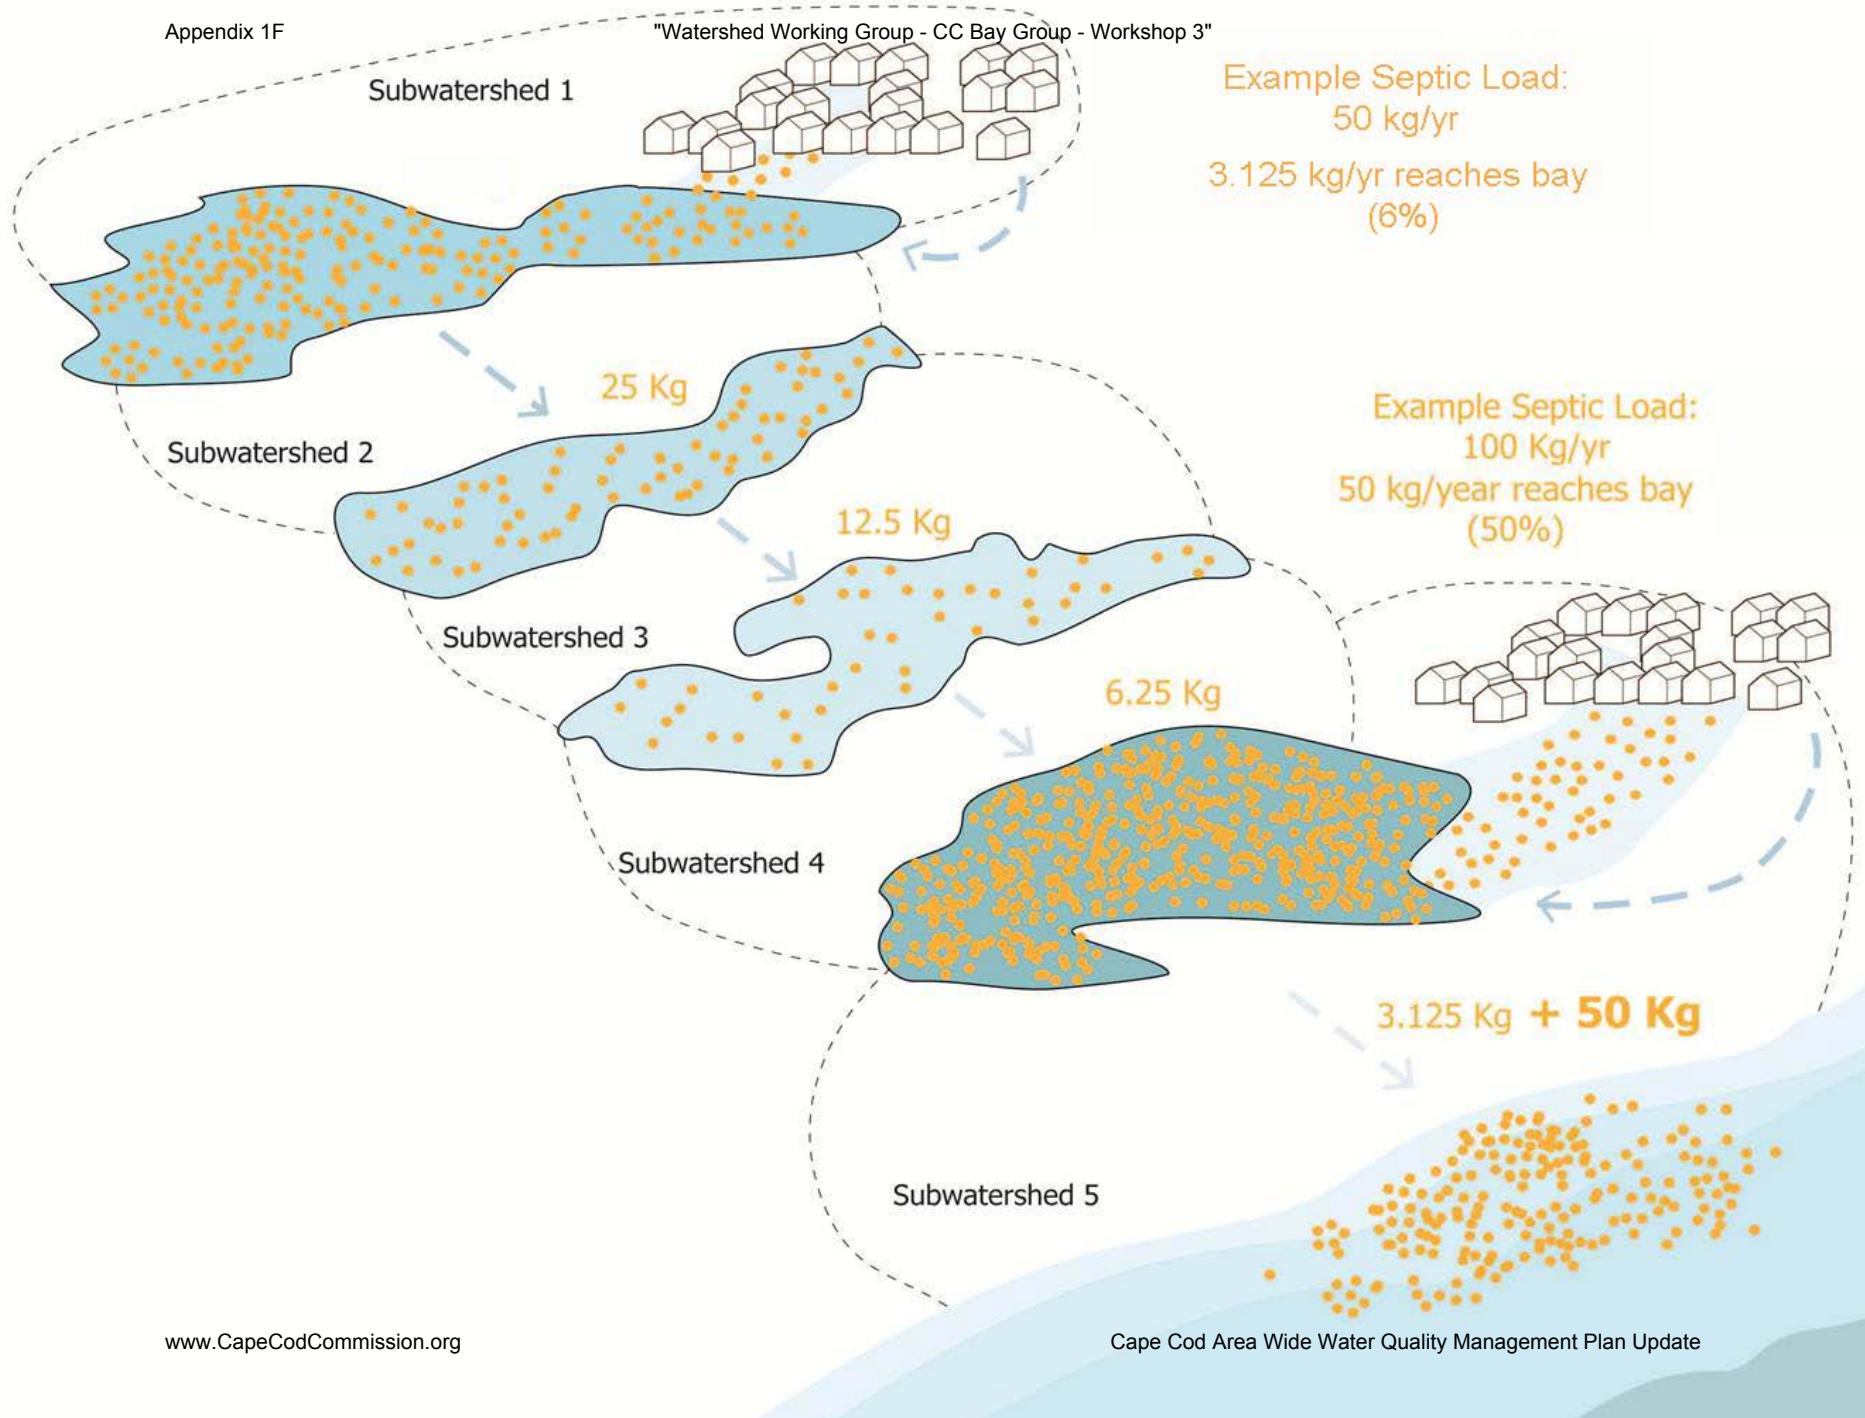 Appendix 1F
"Watershed Working Group - CC Bay Group - Workshop 3"
Subwatershed 1
Example Septic Load:
50 kg/yr
3.125 kg/yr reaches bay
(6%)
25 Kg
Subwatershed 2
Example Septic Load:
100 Kg/yr
50 kg/year reaches bay
(50%)
12.5 Kg
Subwatershed 3
6.25 Kg
Subwatershed 4
3.125 Kg + 50 Kg
Subwatershed 5
www.CapeCodCommission.org
Cape Cod Area Wide Water Quality Management Plan Update